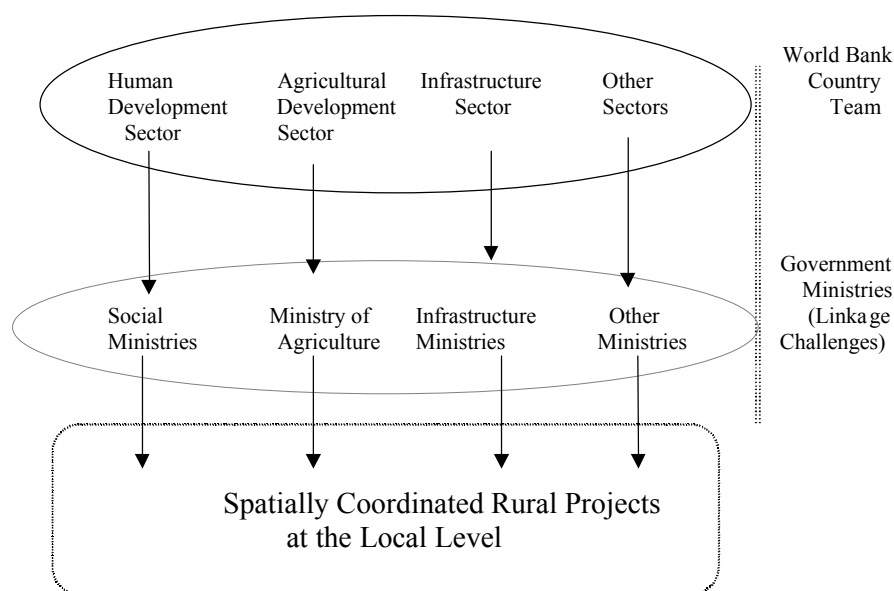 Human
Development
Sector
Agricultural
Development
Sector
Infrastructure
Sector
Other
Sectors
World Bank
Country
Team
Social
Ministries
Ministry of
Agriculture
Infrastructure
Ministries
Other
Ministries
Government
Ministries
(Linkage
Challenges)
Spatially Coordinated Rural Projects
at the Local Level